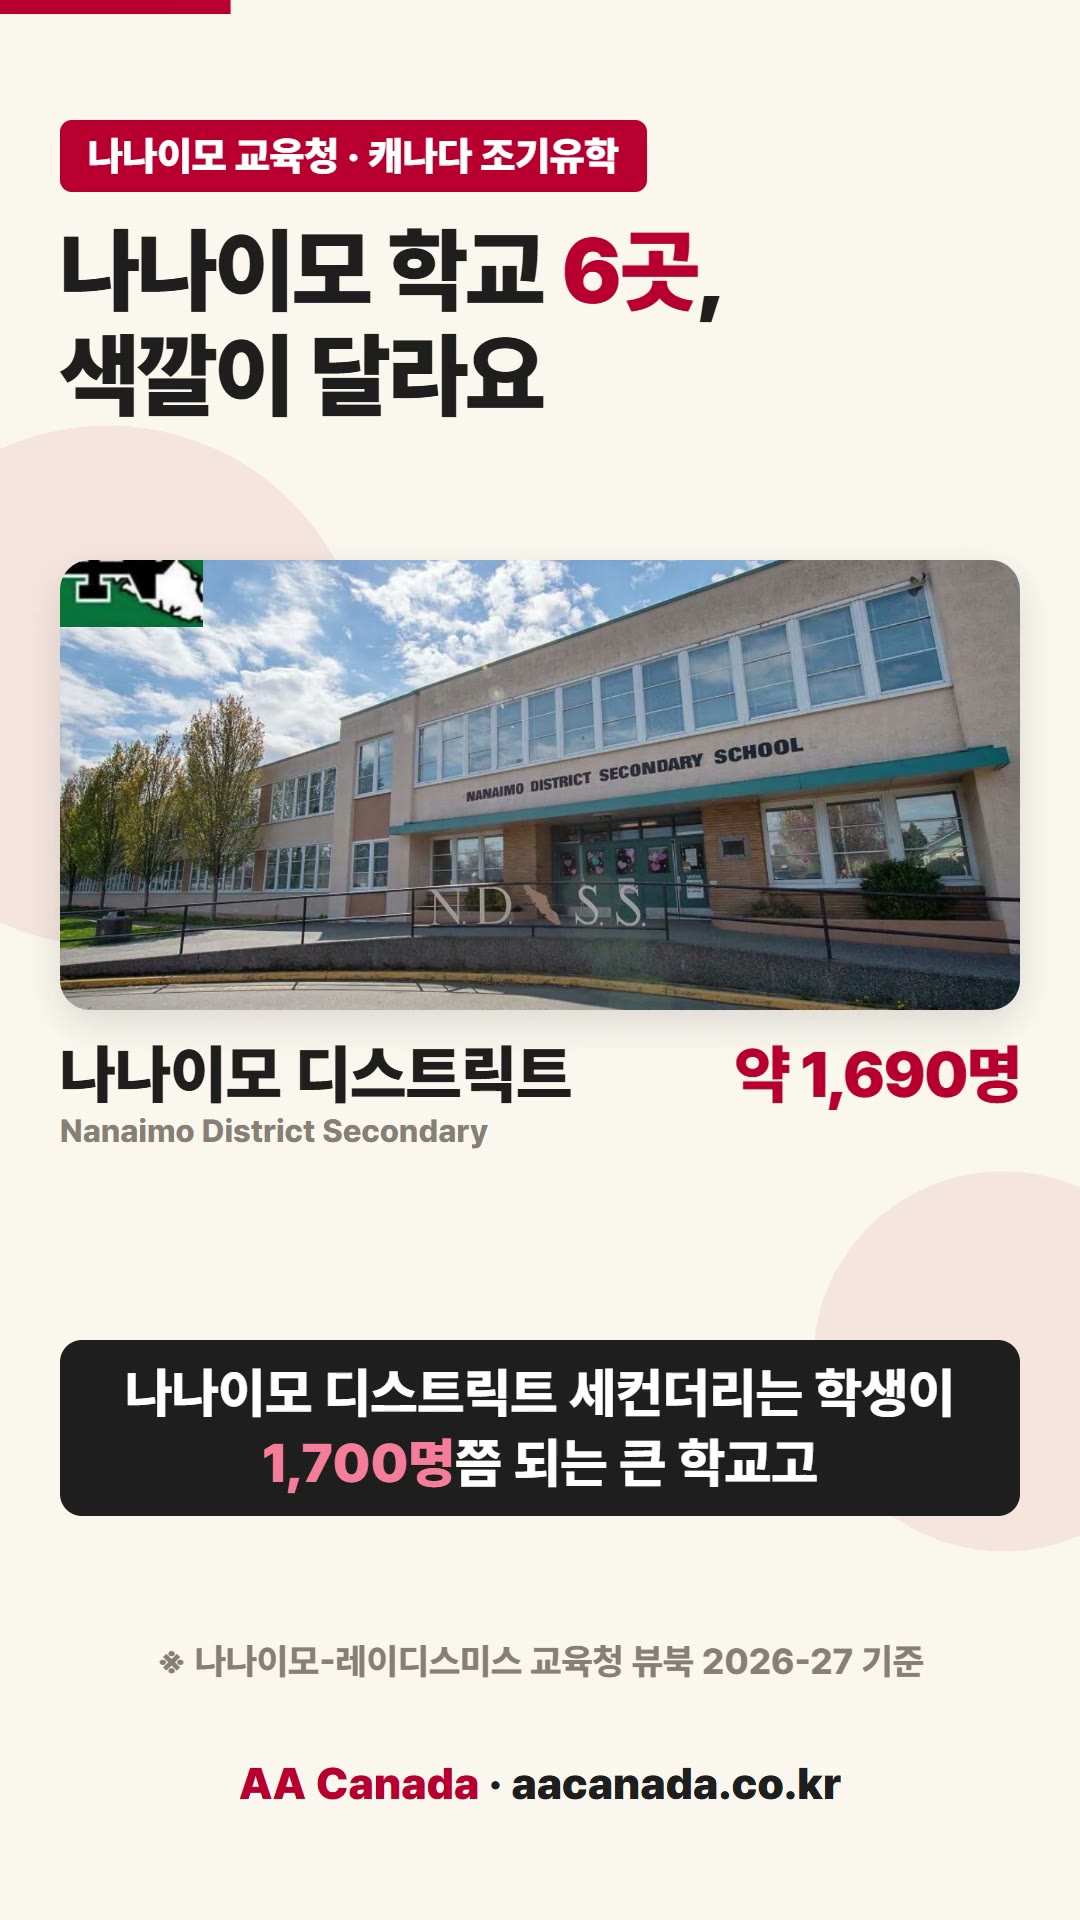 나나이모 교육청 · 캐나다 조기유학
나나이모 학교 6곳,
색깔이 달라요
NANAIMO DISTRICT SECONDARY SCHOOL
N.D. S.S.
나나이모 디스트릭트
약 1,690명
Nanaimo District Secondary
나나이모 디스트릭트 세컨더리는 학생이
1,700명쯤 되는 큰 학교고
※ 나나이모-레이디스미스 교육청 뷰북 2026-27 기준
AA Canada · aacanada.co.kr